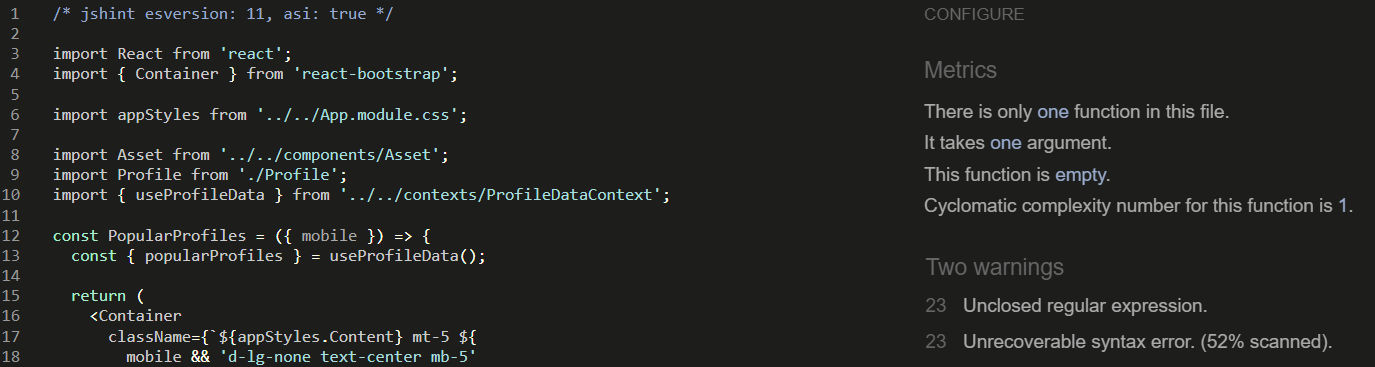 1 /* jshint esversion: 11, asi: true */
2
3 import React from 'react';
4 import { Container } from 'react-bootstrap';
5
6 import appStyles from '../../App.module.css';
7
8 import Asset from '../../components/Asset';
9 import Profile from './Profile';
10 import { useProfileData } from '../../contexts/ProfileDataContext';
11
12 const PopularProfiles = ({ mobile }) => {
13   const { popularProfiles } = useProfileData();
14
15   return (
16     <Container
17       className={`${appStyles.Content} mt-5 ${
18         mobile && 'd-lg-none text-center mb-5'
CONFIGURE
Metrics
There is only one function in this file.
It takes one argument.
This function is empty.
Cyclomatic complexity number for this function is 1.
Two warnings
23 Unclosed regular expression.
23 Unrecoverable syntax error. (52% scanned).